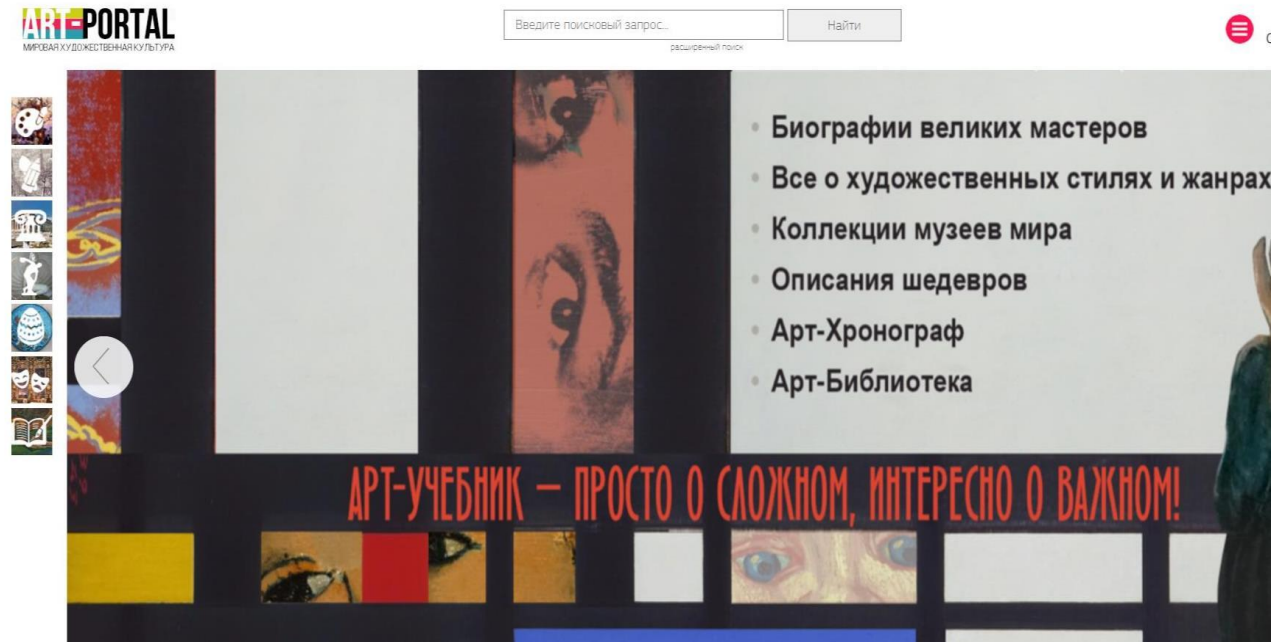 ART-PORTAL
МИРОВАЯ ХУДОЖЕСТВЕННАЯ КУЛЬТУРА
Введите поисковый запрос...
Найти
расширенный поиск
Биографии великих мастеров
Все о художественных стилях и жанрах
Коллекции музеев мира
Описания шедевров
Арт-Хронограф
Арт-Библиотека
АРТ-УЧЕБНИК — ПРОСТО О СЛОЖНОМ, ИНТЕРЕСНО О ВАЖНОМ!